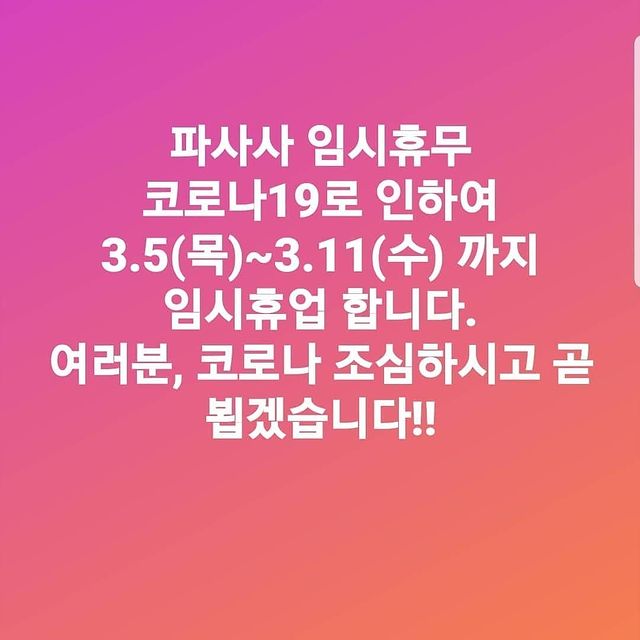 파사사 임시휴무
코로나19로 인하여
3.5(목)~3.11(수) 까지
임시휴업 합니다.
여러분, 코로나 조심하시고 곧
뵙겠습니다!!